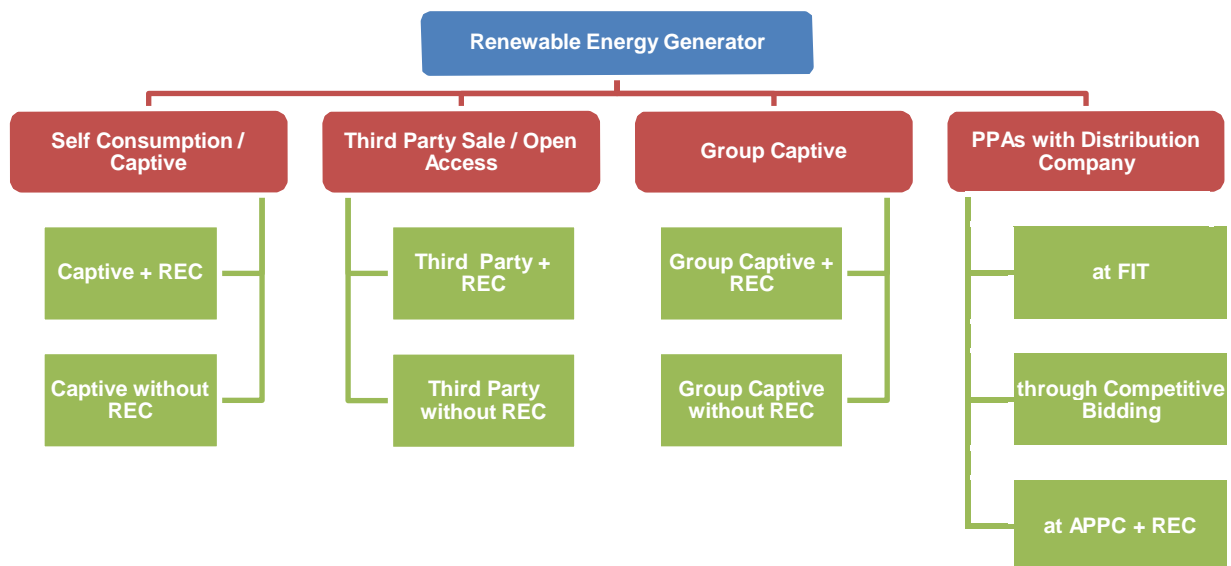 Renewable Energy Generator
Self Consumption /
Captive
Third Party Sale / Open
Access
Group Captive
PPAs with Distribution
Company
Captive + REC
Captive without
REC
Third Party +
REC
Third Party
without REC
Group Captive +
REC
Group Captive
without REC
at FIT
through Competitive
Bidding
at APPC + REC